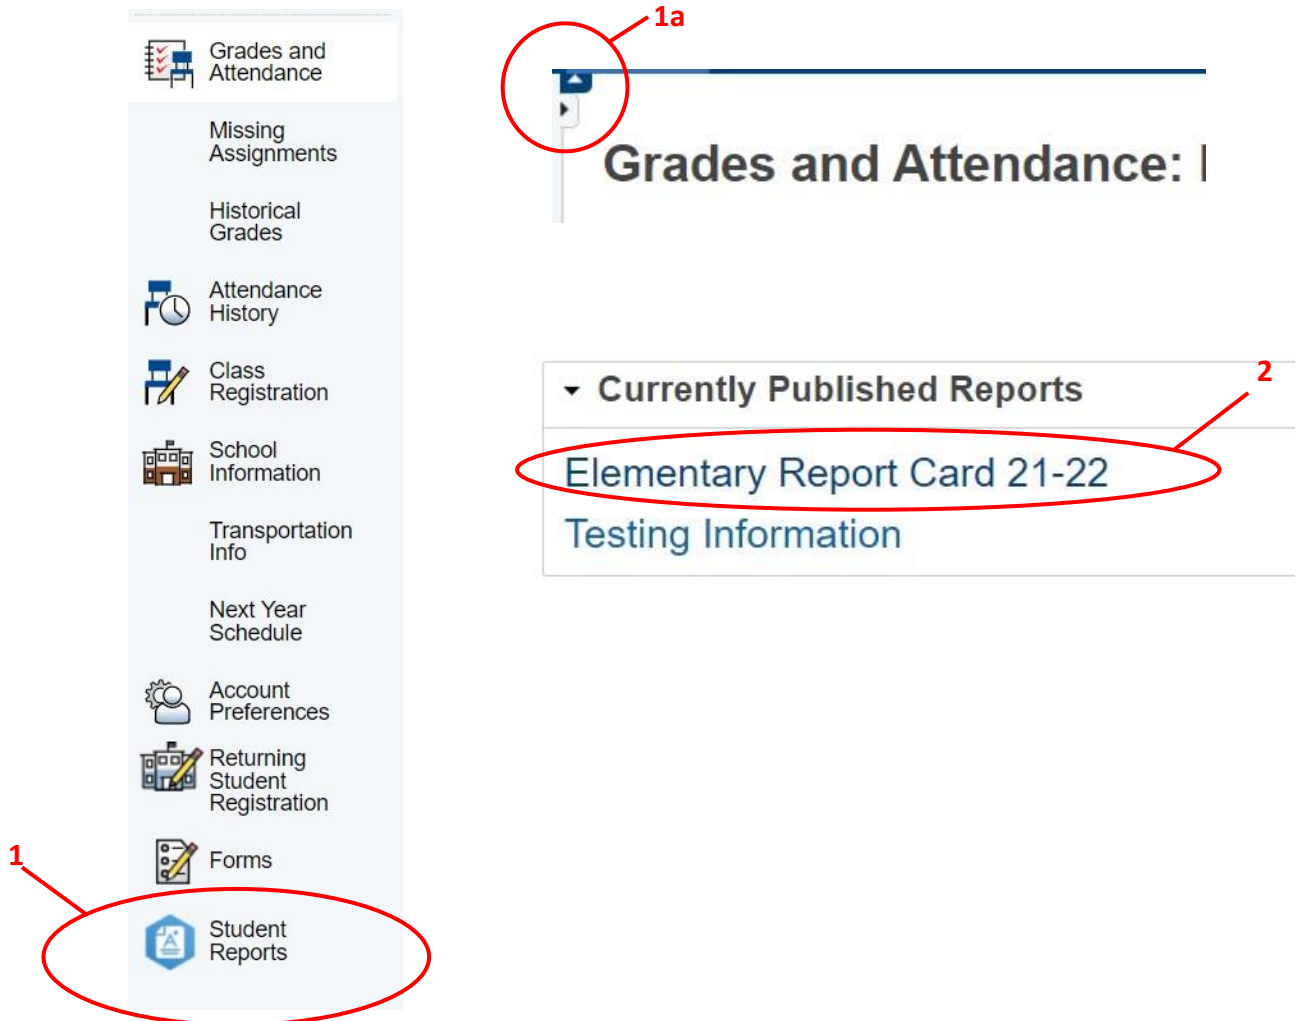 Grades and
Attendance
Missing
Assignments
Historical
Grades
Attendance
History
Class
Registration
School
Information
Transportation
Info
Next Year
Schedule
Account
Preferences
Returning
Student
Registration
Forms
1
Student
Reports
1a
Grades and Attendance:
2
Currently Published Reports
Elementary Report Card 21-22
Testing Information